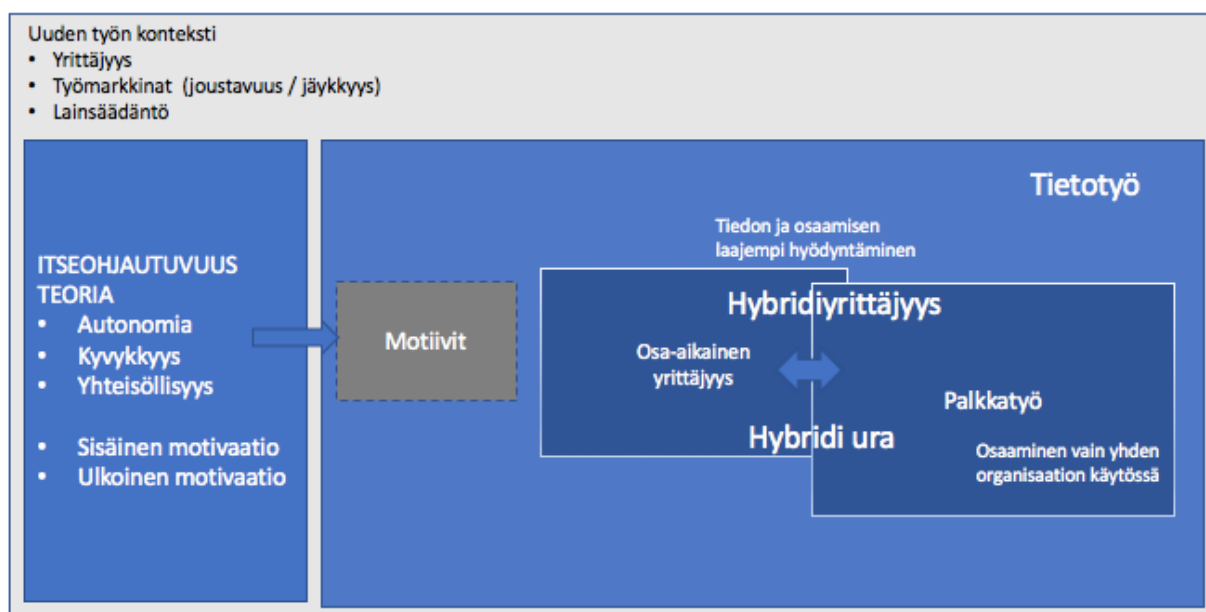 Uuden työn konteksti
• Yrittäjyys
• Työmarkkinat (joustavuus / jäykkyys)
• Lainsäädäntö
ITSEOHJAUTUVUUS
TEORIA
• Autonomia
• Kyvykkyys
• Yhteisöllisyys
• Sisäinen motivaatio
• Ulkoinen motivaatio
Motiivit
Tietotyö
Tiedon ja osaamisen
laajempi hyödyntäminen
Hybridiyrittäjyys
Osa-aikainen
yrittäjyys
Hybridi ura
Palkkatyö
Osaaminen vain yhden
organisaation käytössä